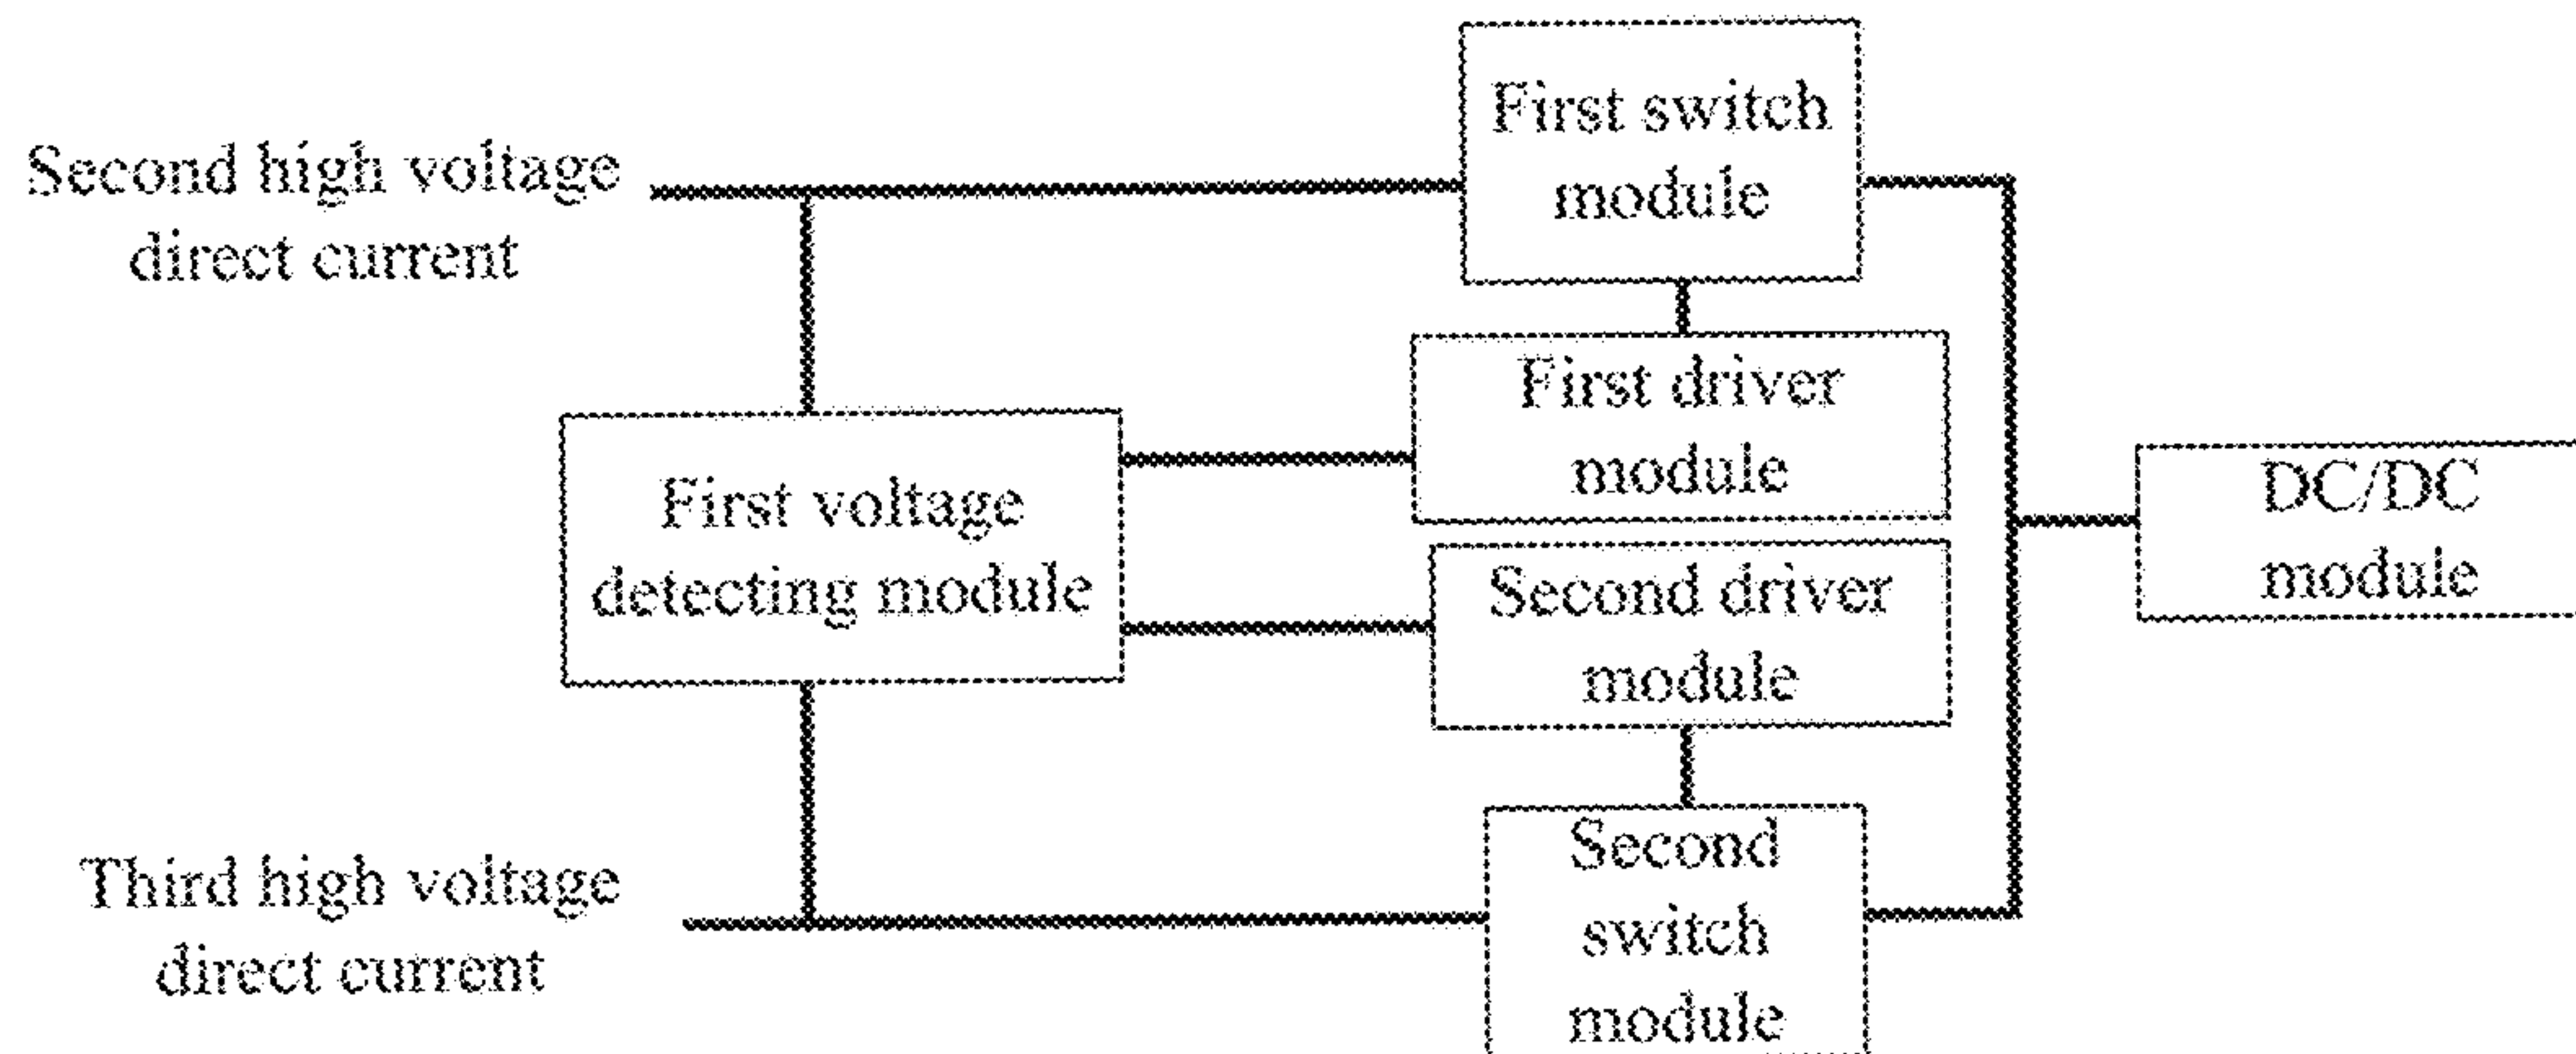 First switch
module
Second high voltage
direct current
First driver
module
First voltage
detecting module
DC/DC
module
Second driver
module
Second
switch
module
Third high voltage
direct current